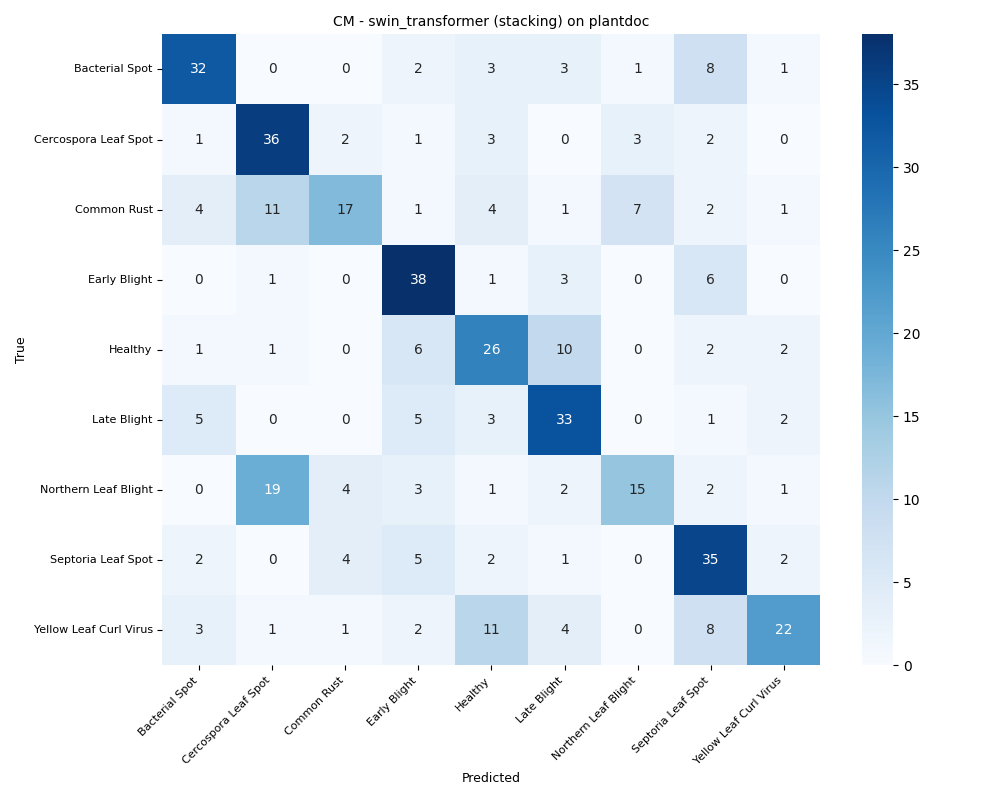 CM - swin_transformer (stacking) on plantdoc
True
Bacterial Spot 32 0 0 2 3 3 1 8 1
Cercospora Leaf Spot 1 36 2 1 3 0 3 2 0
Common Rust 4 11 17 1 4 1 7 2 1
Early Blight 0 1 0 38 1 3 0 6 0
Healthy 1 1 0 6 26 10 0 2 2
Late Blight 5 0 0 5 3 33 0 1 2
Northern Leaf Blight 0 19 4 3 1 2 15 2 1
Septoria Leaf Spot 2 0 4 5 2 1 0 35 2
Yellow Leaf Curl Virus 3 1 1 2 11 4 0 8 22
Bacterial Spot
Cercospora Leaf Spot
Common Rust
Early Blight
Healthy
Late Blight
Northern Leaf Blight
Septoria Leaf Spot
Yellow Leaf Curl Virus
Predicted
35
30
25
20
15
10
5
0